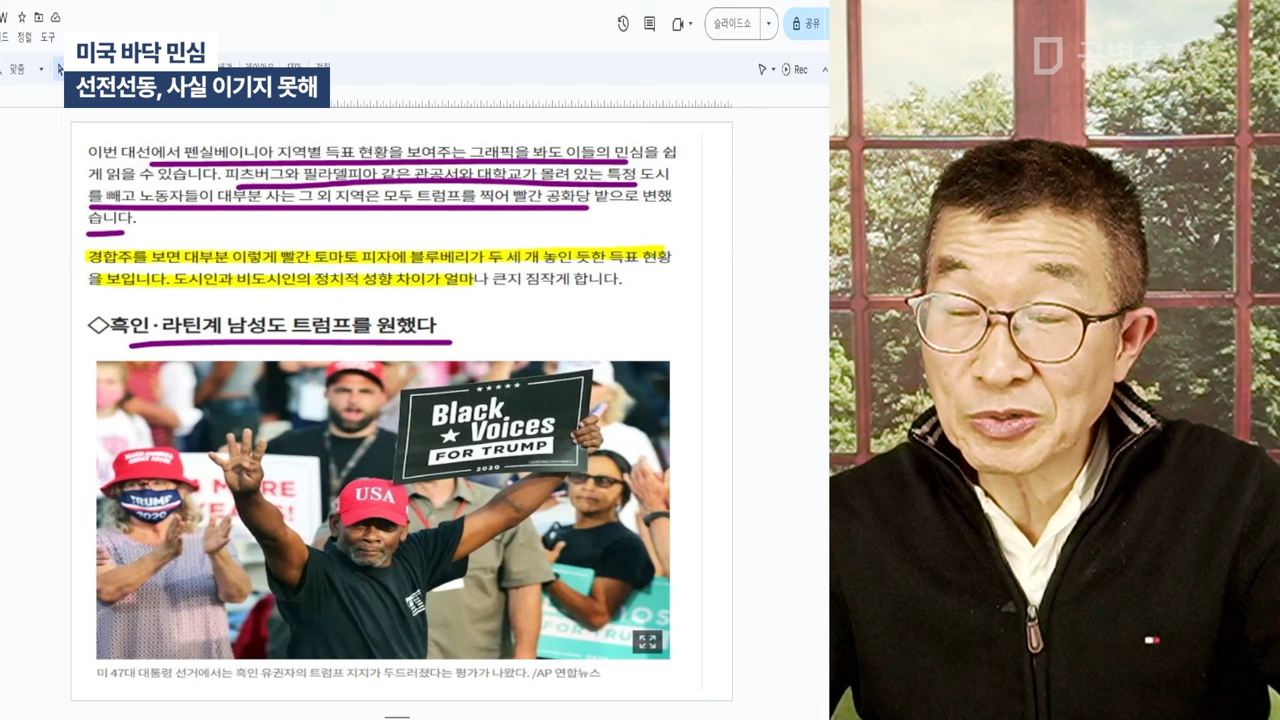 슬라이드쇼
공유
정렬 도구
맞춤
Rec
미국 바닥 민심
선전선동, 사실 이기지 못해
이번 대선에서 펜실베이니아 지역별 득표 현황을 보여주는 그래픽을 봐도 이들의 민심을 쉽
게 읽을 수 있습니다. 피츠버그와 필라델피아 같은 관공서와 대학교가 몰려 있는 특정 도시
를 빼고 노동자들이 대부분 사는 그 외 지역은 모두 트럼프를 찍어 빨간 공화당 밭으로 변했
습니다.
경합주를 보면 대부분 이렇게 빨간 토마토 피자에 블루베리가 두 세 개 놓인 듯한 득표 현황
을 보입니다. 도시인과 비도시인의 정치적 성향 차이가 얼마나 큰지 짐작게 합니다.
◇흑인·라틴계 남성도 트럼프를 원했다
Black
Voices
FOR TRUMP
2020
MORE
USA
TRUMP
2020
FOR TRU
미 47대 대통령 선거에서는 흑인 유권자의 트럼프 지지가 두드러졌다는 평가가 나왔다. /AP 연합뉴스